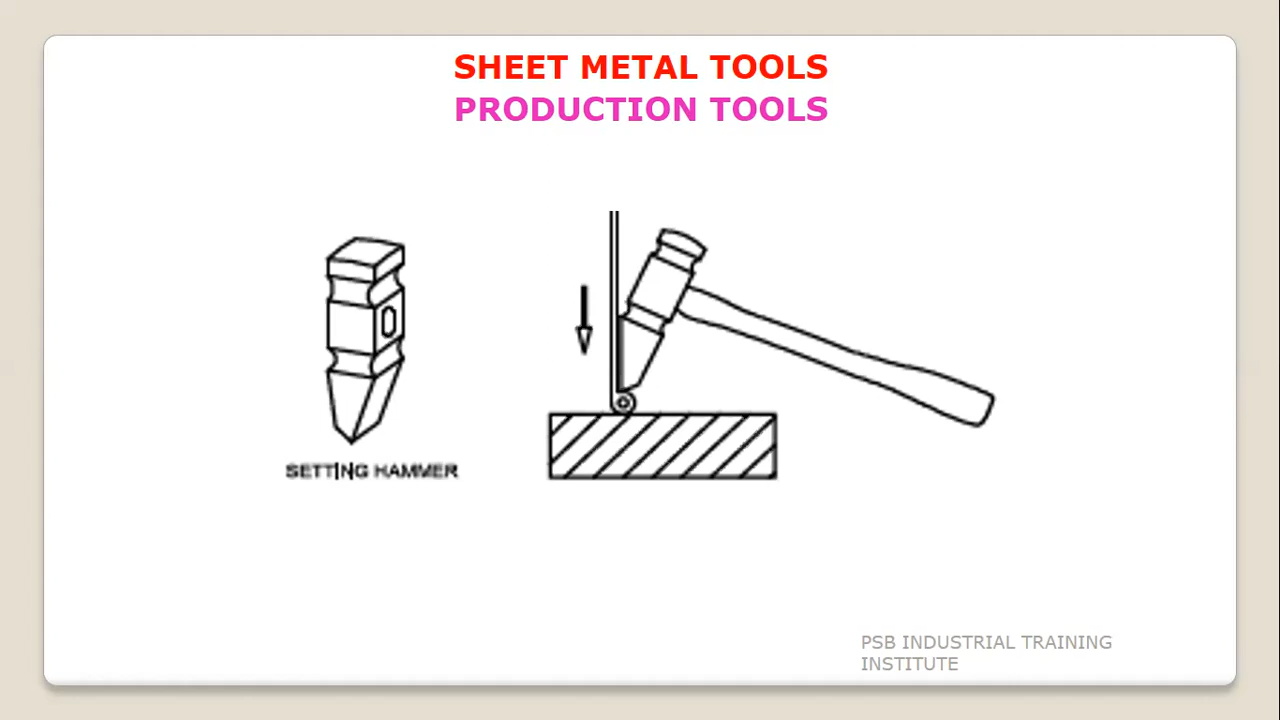 SHEET METAL TOOLS
PRODUCTION TOOLS
SETTING HAMMER
PSB INDUSTRIAL TRAINING
INSTITUTE